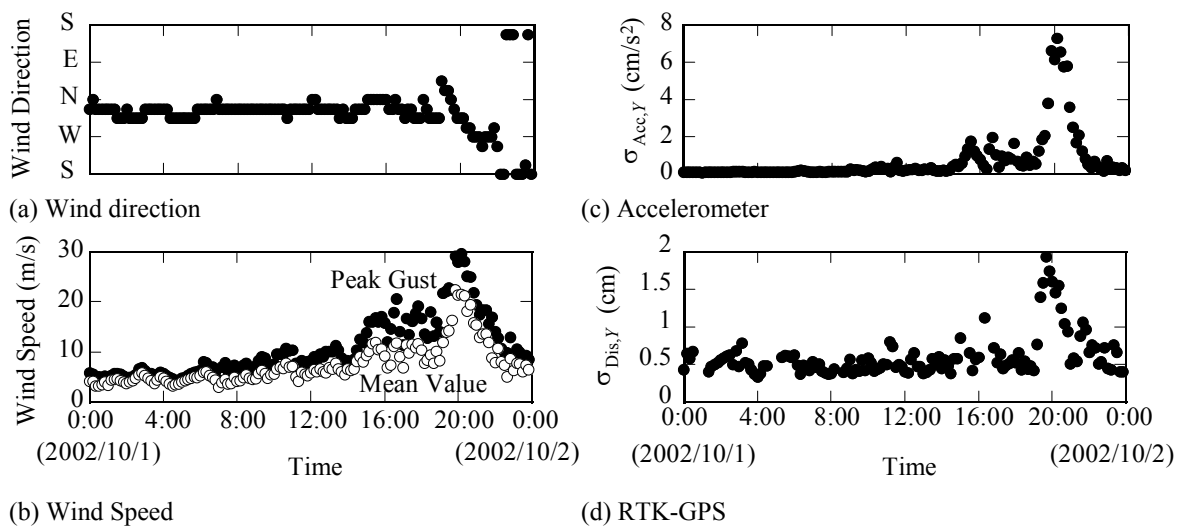 Wind Direction
S
E
N
W
S
(a) Wind direction
σAcc,Y (cm/s²)
8
6
4
2
0
(c) Accelerometer
Wind Speed (m/s)
30
20
10
0
Peak Gust
Mean Value
0:00 4:00 8:00 12:00 16:00 20:00 0:00
(2002/10/1) Time (2002/10/2)
(b) Wind Speed
σDis,Y (cm)
2
1.5
1
0.5
0
0:00 4:00 8:00 12:00 16:00 20:00 0:00
(2002/10/1) Time (2002/10/2)
(d) RTK-GPS